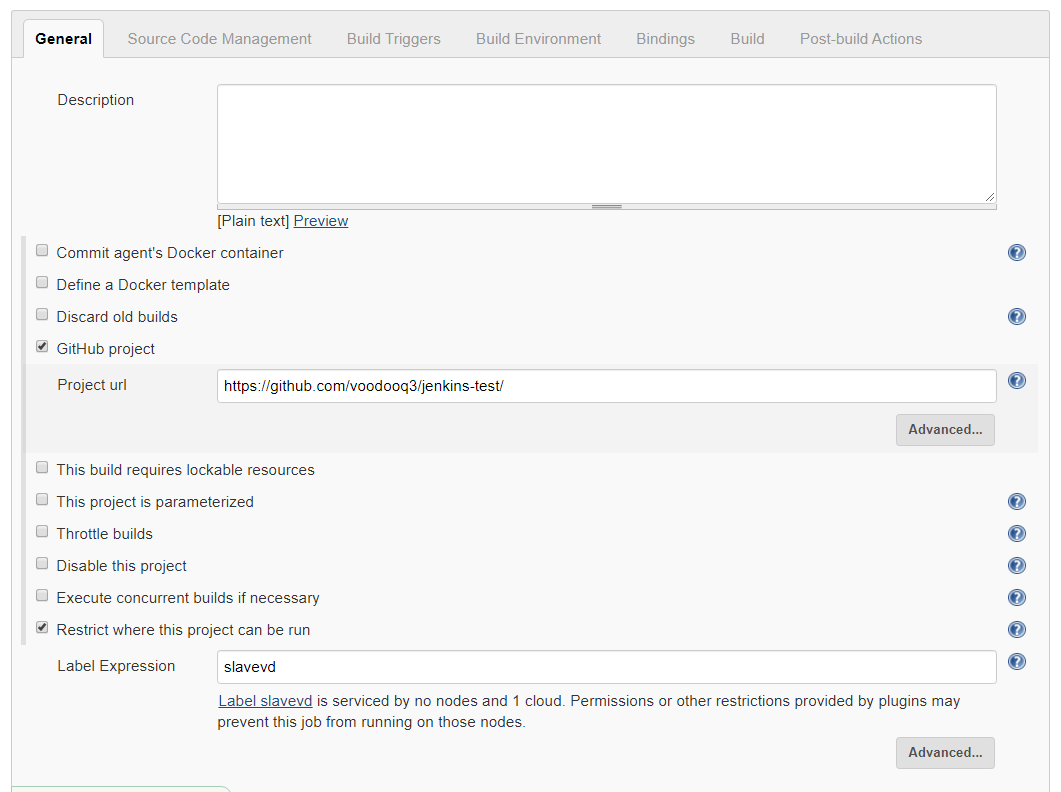 General Source Code Management Build Triggers Build Environment Bindings Build Post-build Actions
Description
[Plain text] Preview
Commit agent's Docker container
Define a Docker template
Discard old builds
GitHub project
Project url https://github.com/voodooq3/jenkins-test/
Advanced...
This build requires lockable resources
This project is parameterized
Throttle builds
Disable this project
Execute concurrent builds if necessary
Restrict where this project can be run
Label Expression slavevd
Label slavevd is serviced by no nodes and 1 cloud. Permissions or other restrictions provided by plugins may
prevent this job from running on those nodes.
Advanced...